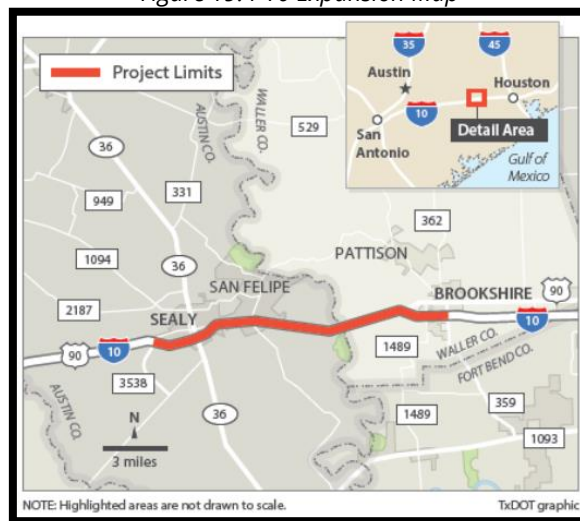 Figure 13: I-10 Expansion Map
Project Limits
35
45
Austin
Houston
10
San
Antonio
Detail Area
Gulf of
Mexico
AUSTIN CO.
WALLER CO.
529
36
331
949
362
1094
36
PATTISON
SAN FELIPE
BROOKSHIRE
90
2187
SEALY
10
90
10
1489
WALLER CO.
FORT BEND CO.
3538
AUSTIN CO.
36
N
3 miles
1489
359
1093
NOTE: Highlighted areas are not drawn to scale.
TxDOT graphic